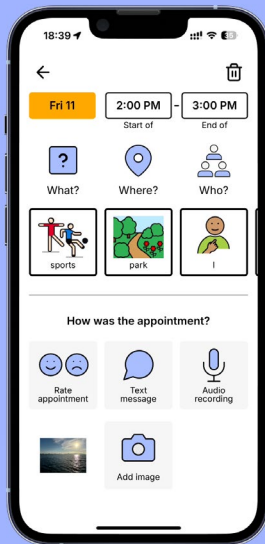 18:39
Fri 11
2:00 PM - 3:00 PM
Start of End of
What? Where? Who?
sports park I
How was the appointment?
Rate appointment
Text message
Audio recording
Add image